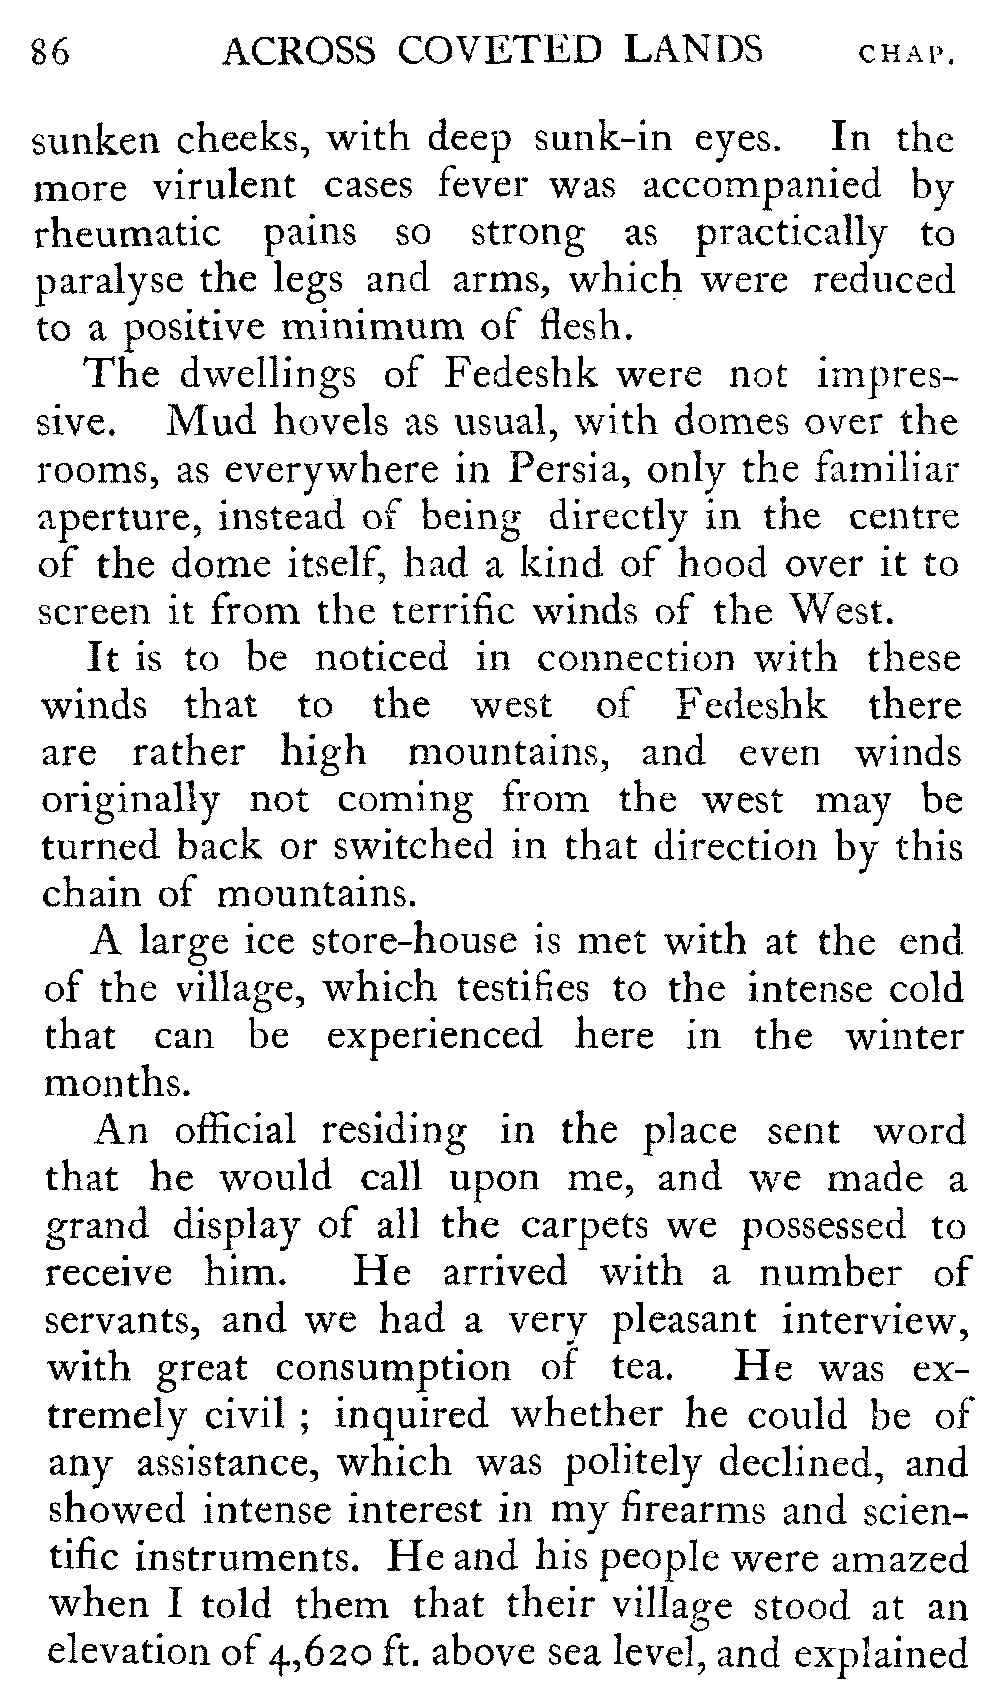 86 ACROSS COVETED LANDS CHAP.
sunken cheeks, with deep sunk-in eyes. In the
more virulent cases fever was accompanied by
rheumatic pains so strong as practically to
paralyse the legs and arms, which were reduced
to a positive minimum of flesh.
The dwellings of Fedeshk were not impres-
sive. Mud hovels as usual, with domes over the
rooms, as everywhere in Persia, only the familiar
aperture, instead of being directly in the centre
of the dome itself, had a kind of hood over it to
screen it from the terrific winds of the West.
It is to be noticed in connection with these
winds that to the west of Fedeshk there
are rather high mountains, and even winds
originally not coming from the west may be
turned back or switched in that direction by this
chain of mountains.
A large ice store-house is met with at the end
of the village, which testifies to the intense cold
that can be experienced here in the winter
months.
An official residing in the place sent word
that he would call upon me, and we made a
grand display of all the carpets we possessed to
receive him. He arrived with a number of
servants, and we had a very pleasant interview,
with great consumption of tea. He was ex-
tremely civil ; inquired whether he could be of
any assistance, which was politely declined, and
showed intense interest in my firearms and scien-
tific instruments. He and his people were amazed
when I told them that their village stood at an
elevation of 4,620 ft. above sea level, and explained